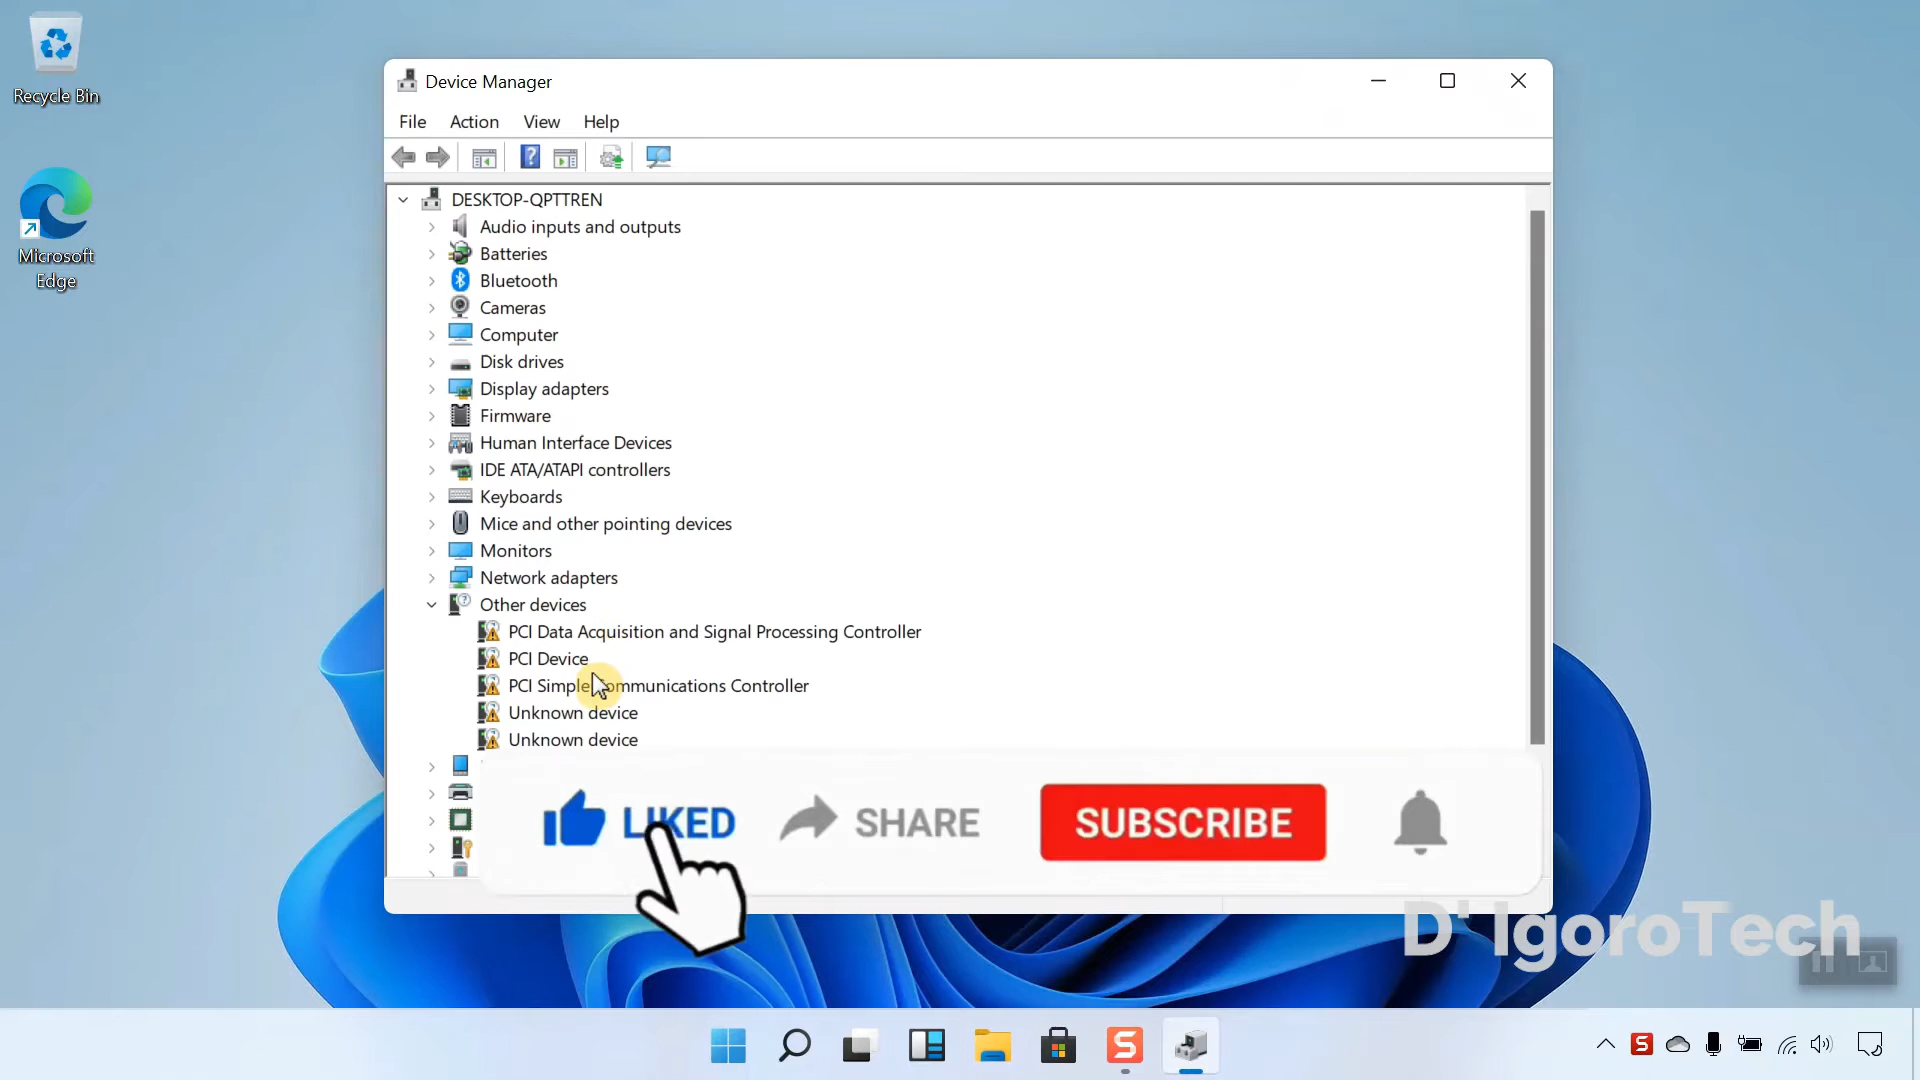 Recycle Bin
Microsoft
Edge
Device Manager
File Action View Help
DESKTOP-QPTTREN
Audio inputs and outputs
Batteries
Bluetooth
Cameras
Computer
Disk drives
Display adapters
Firmware
Human Interface Devices
IDE ATA/ATAPI controllers
Keyboards
Mice and other pointing devices
Monitors
Network adapters
Other devices
PCI Data Acquisition and Signal Processing Controller
PCI Device
PCI Simple Communications Controller
Unknown device
Unknown device
LIKED SHARE SUBSCRIBE
D' IgoroTech